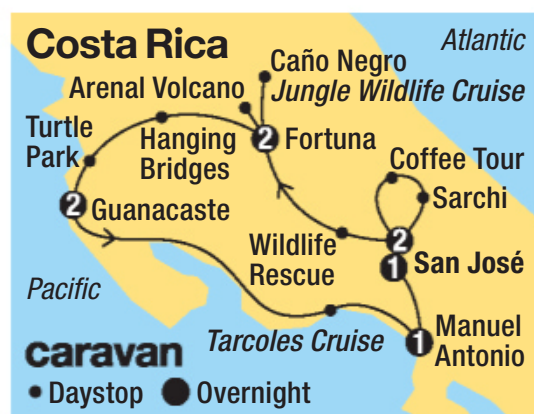 Costa Rica
Atlantic
Caño Negro
Jungle Wildlife Cruise
Arenal Volcano
Turtle
Park
Hanging
Bridges
2 Fortuna
Coffee Tour
Sarchi
2 Guanacaste
Wildlife
Rescue
2
1 San José
Pacific
Tarcoles Cruise
1 Manuel
Antonio
caravan
Daystop Overnight